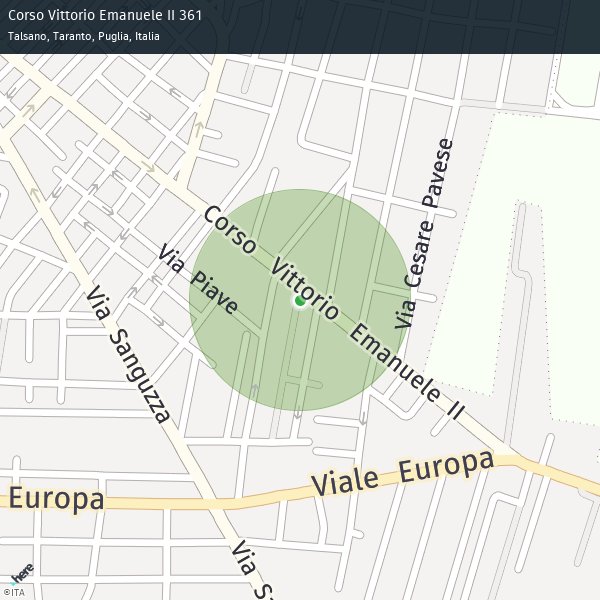 Corso Vittorio Emanuele II 361
Talsano, Taranto, Puglia, Italia
Corso Vittorio Emanuele II
Via Cesare Pavese
Via Piave
Via Sanguzza
Viale Europa
Europa
Via Sa
here
©ITA